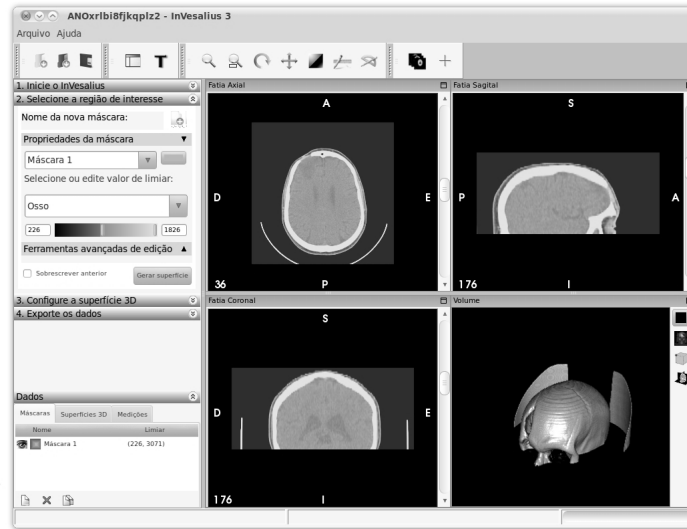 ANOxrlbi8fjkqplz2 - InVesalius 3
Arquivo Ajuda
T
1. Inicie o InVesalius
2. Selecione a região de interesse
Nome da nova máscara:
Propriedades da máscara
Máscara 1
Selecione ou edite valor de limiar:
Osso
226 1826
Ferramentas avançadas de edição
Sobrescrever anterior
Gerar superfície
3. Configure a superfície 3D
4. Exporte os dados
Dados
Máscaras Superfícies 3D Medições
Nome Limiar
Máscara 1 (226, 3071)
Fatia Axial
A
D E
36 P
Fatia Sagital
S
P A
176 I
Fatia Coronal
S
D E
176 I
Volume